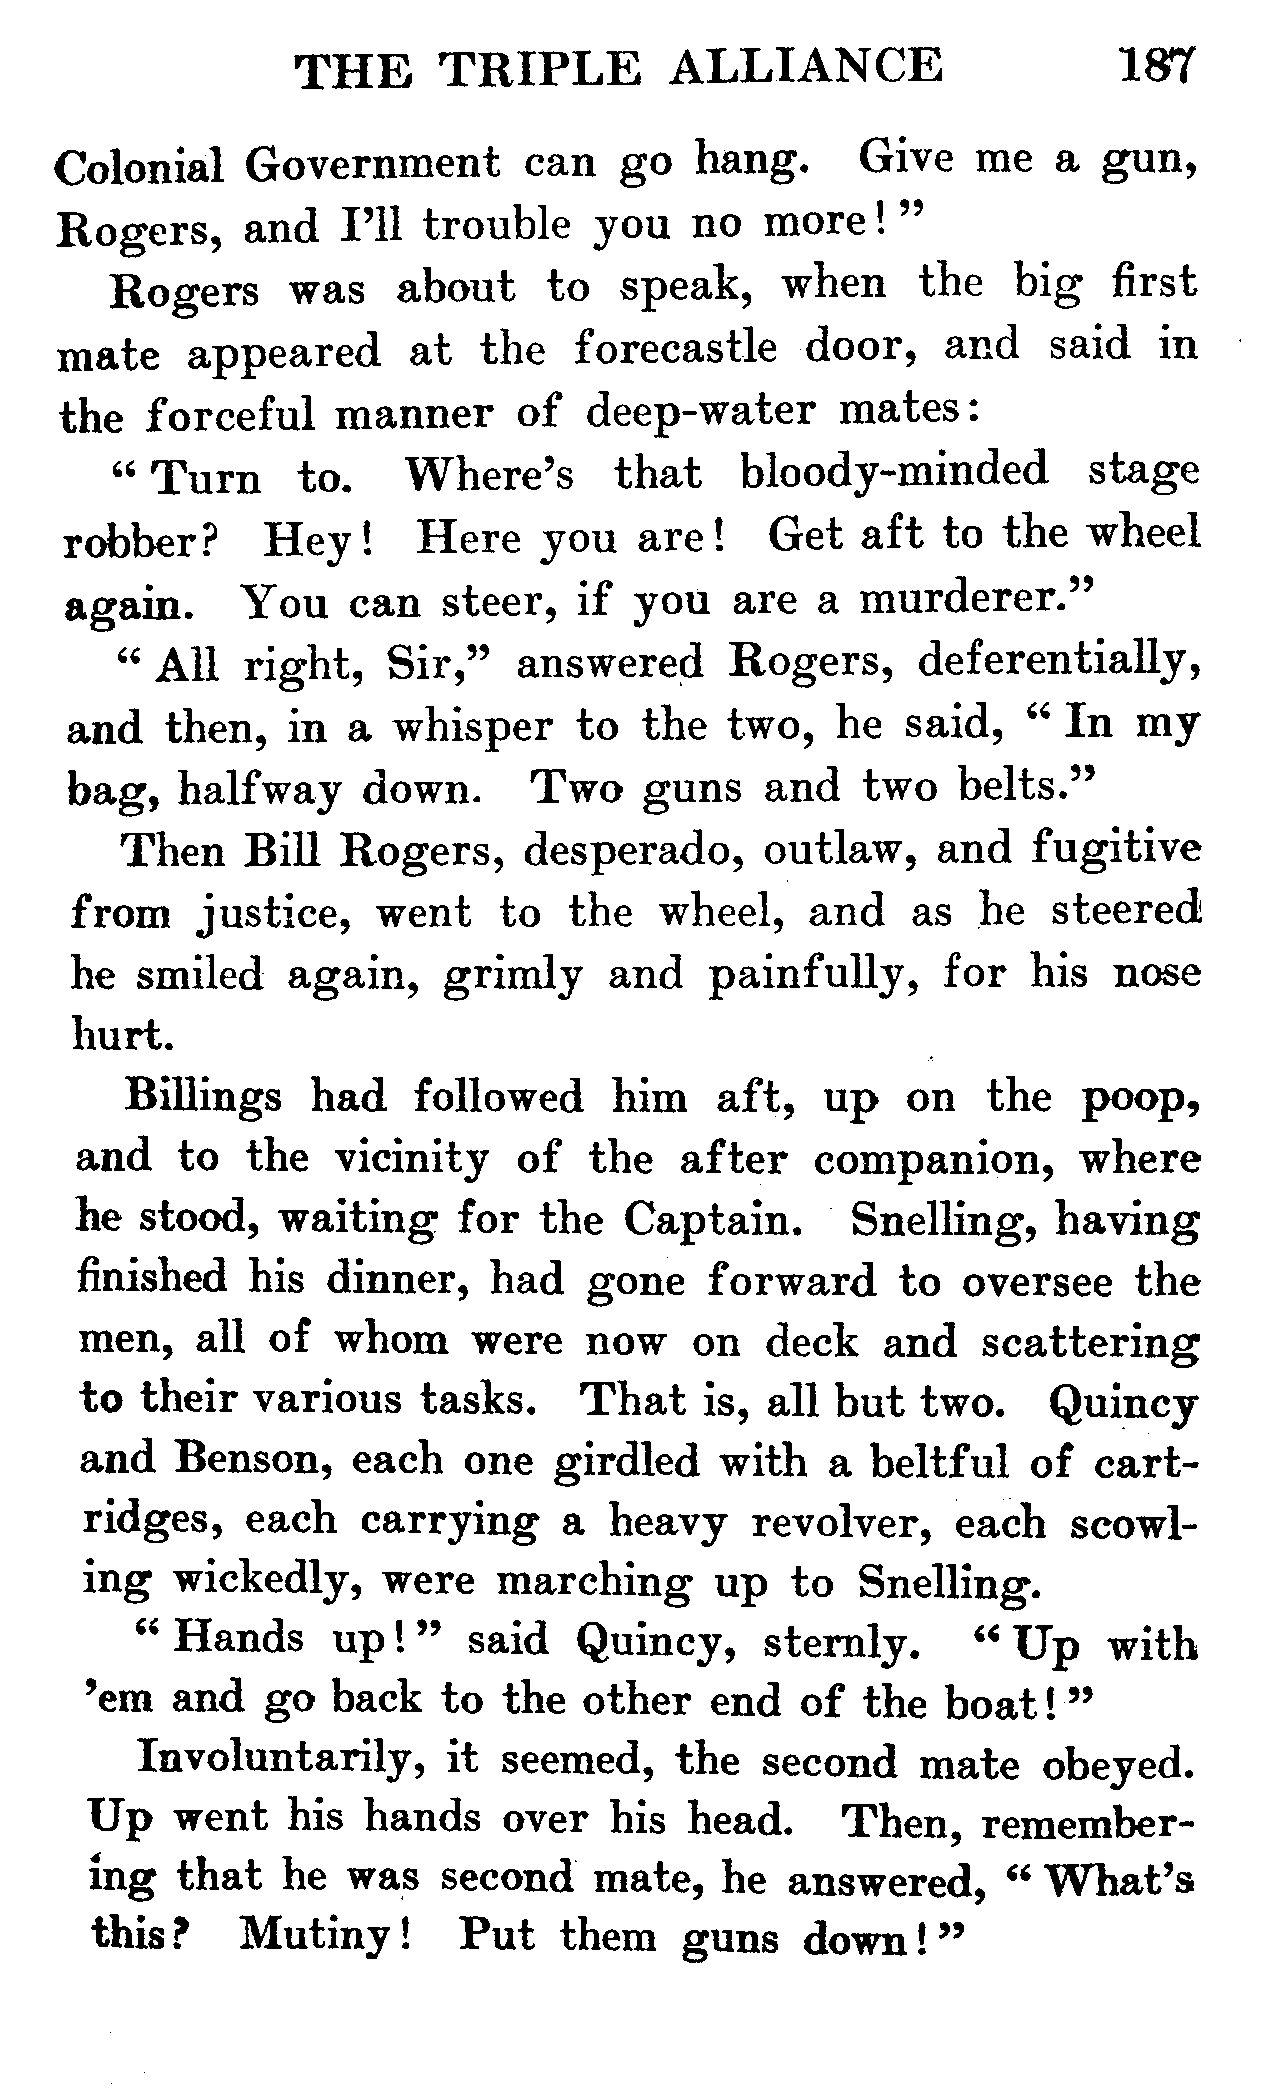 THE TRIPLE ALLIANCE 187
Colonial Government can go hang. Give me a gun,
Rogers, and I'll trouble you no more!”
Rogers was about to speak, when the big first
mate appeared at the forecastle door, and said in
the forceful manner of deep-water mates:
“Turn to. Where's that bloody-minded stage
robber? Hey! Here you are! Get aft to the wheel
again. You can steer, if you are a murderer.”
“All right, Sir,” answered Rogers, deferentially,
and then, in a whisper to the two, he said, “In my
bag, halfway down. Two guns and two belts.”
Then Bill Rogers, desperado, outlaw, and fugitive
from justice, went to the wheel, and as he steered
he smiled again, grimly and painfully, for his nose
hurt.
Billings had followed him aft, up on the poop,
and to the vicinity of the after companion, where
he stood, waiting for the Captain. Snelling, having
finished his dinner, had gone forward to oversee the
men, all of whom were now on deck and scattering
to their various tasks. That is, all but two. Quincy
and Benson, each one girdled with a beltful of cart-
ridges, each carrying a heavy revolver, each scowl-
ing wickedly, were marching up to Snelling.
“Hands up!” said Quincy, sternly. “Up with
'em and go back to the other end of the boat!”
Involuntarily, it seemed, the second mate obeyed.
Up went his hands over his head. Then, remember-
ing that he was second mate, he answered, “What's
this? Mutiny! Put them guns down!”